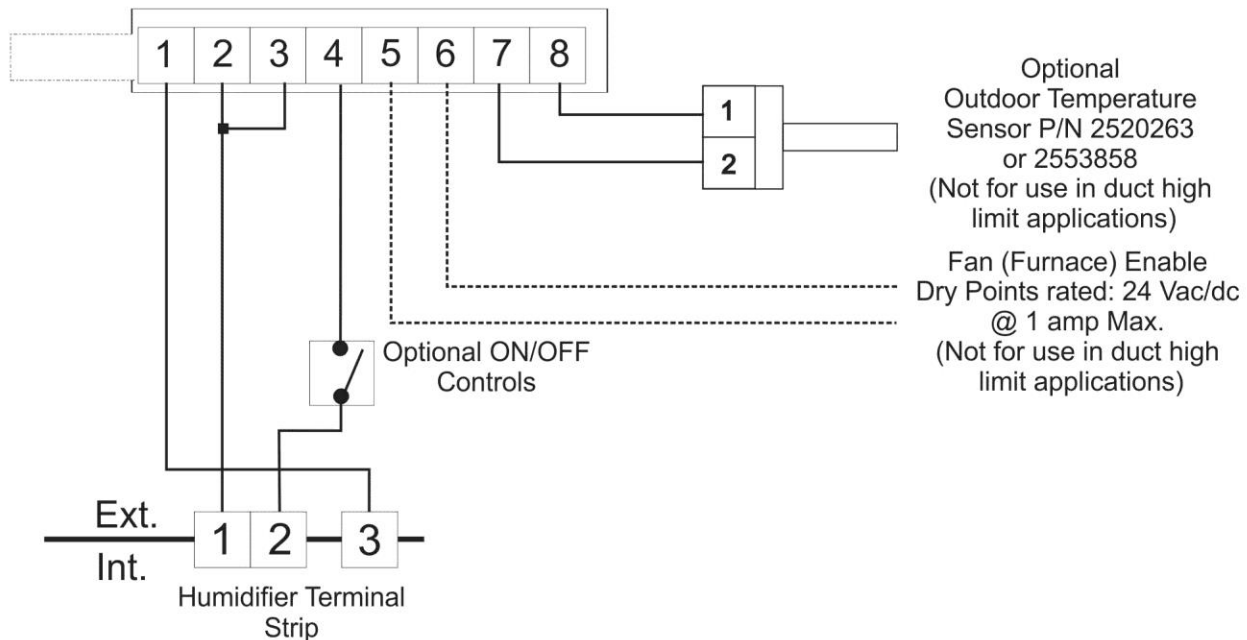 1 2 3 4 5 6 7 8
1
2
Optional
Outdoor Temperature
Sensor P/N 2520263
or 2553858
(Not for use in duct high
limit applications)
Fan (Furnace) Enable
Dry Points rated: 24 Vac/dc
@ 1 amp Max.
(Not for use in duct high
limit applications)
Optional ON/OFF
Controls
Ext.
Int.
1 2 3
Humidifier Terminal
Strip